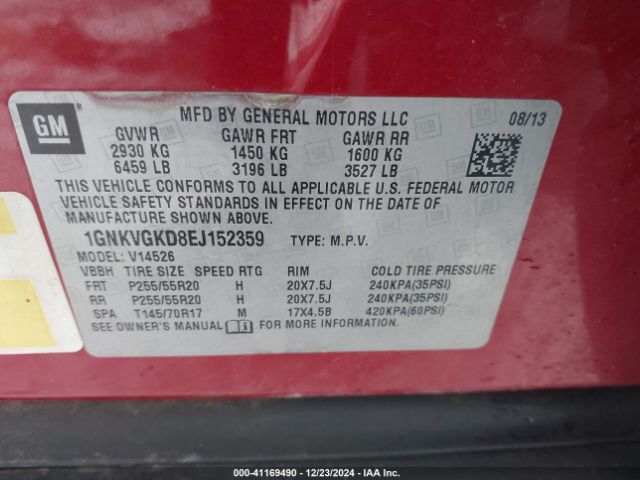 GM
MFD BY GENERAL MOTORS LLC 08/13
GVWR GAWR FRT GAWR RR
2930 KG 1450 KG 1600 KG
6459 LB 3196 LB 3527 LB
THIS VEHICLE CONFORMS TO ALL APPLICABLE U.S. FEDERAL MOTOR
VEHICLE SAFETY STANDARDS IN EFFECT ON THE DATE OF
MANUFACTURE SHOWN ABOVE.
1GNKVGKD8EJ152359 TYPE: M.P.V.
MODEL: V14526
VBBH TIRE SIZE SPEED RTG RIM COLD TIRE PRESSURE
FRT P255/55R20 H 20X7.5J 240KPA(35PSI)
RR P255/55R20 H 20X7.5J 240KPA(35PSI)
SPA T145/70R17 M 17X4.5B 420KPA(60PSI)
SEE OWNER'S MANUAL FOR MORE INFORMATION.
000-41169490 - 12/23/2024 - IAAI.COM